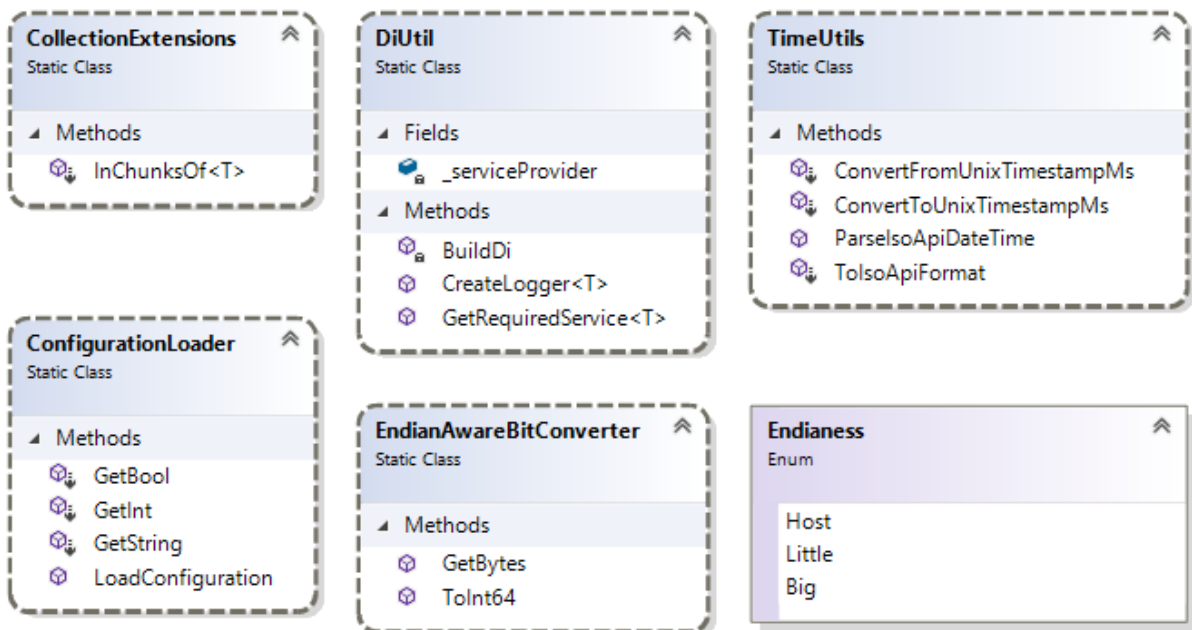 CollectionExtensions
Static Class
Methods
InChunksOf<T>
DiUtil
Static Class
Fields
_serviceProvider
Methods
BuildDi
CreateLogger<T>
GetRequiredService<T>
TimeUtils
Static Class
Methods
ConvertFromUnixTimestampMs
ConvertToUnixTimestampMs
ParseIsoApiDateTime
ToIsoApiFormat
ConfigurationLoader
Static Class
Methods
GetBool
GetInt
GetString
LoadConfiguration
EndianAwareBitConverter
Static Class
Methods
GetBytes
ToInt64
Endianess
Enum
Host
Little
Big